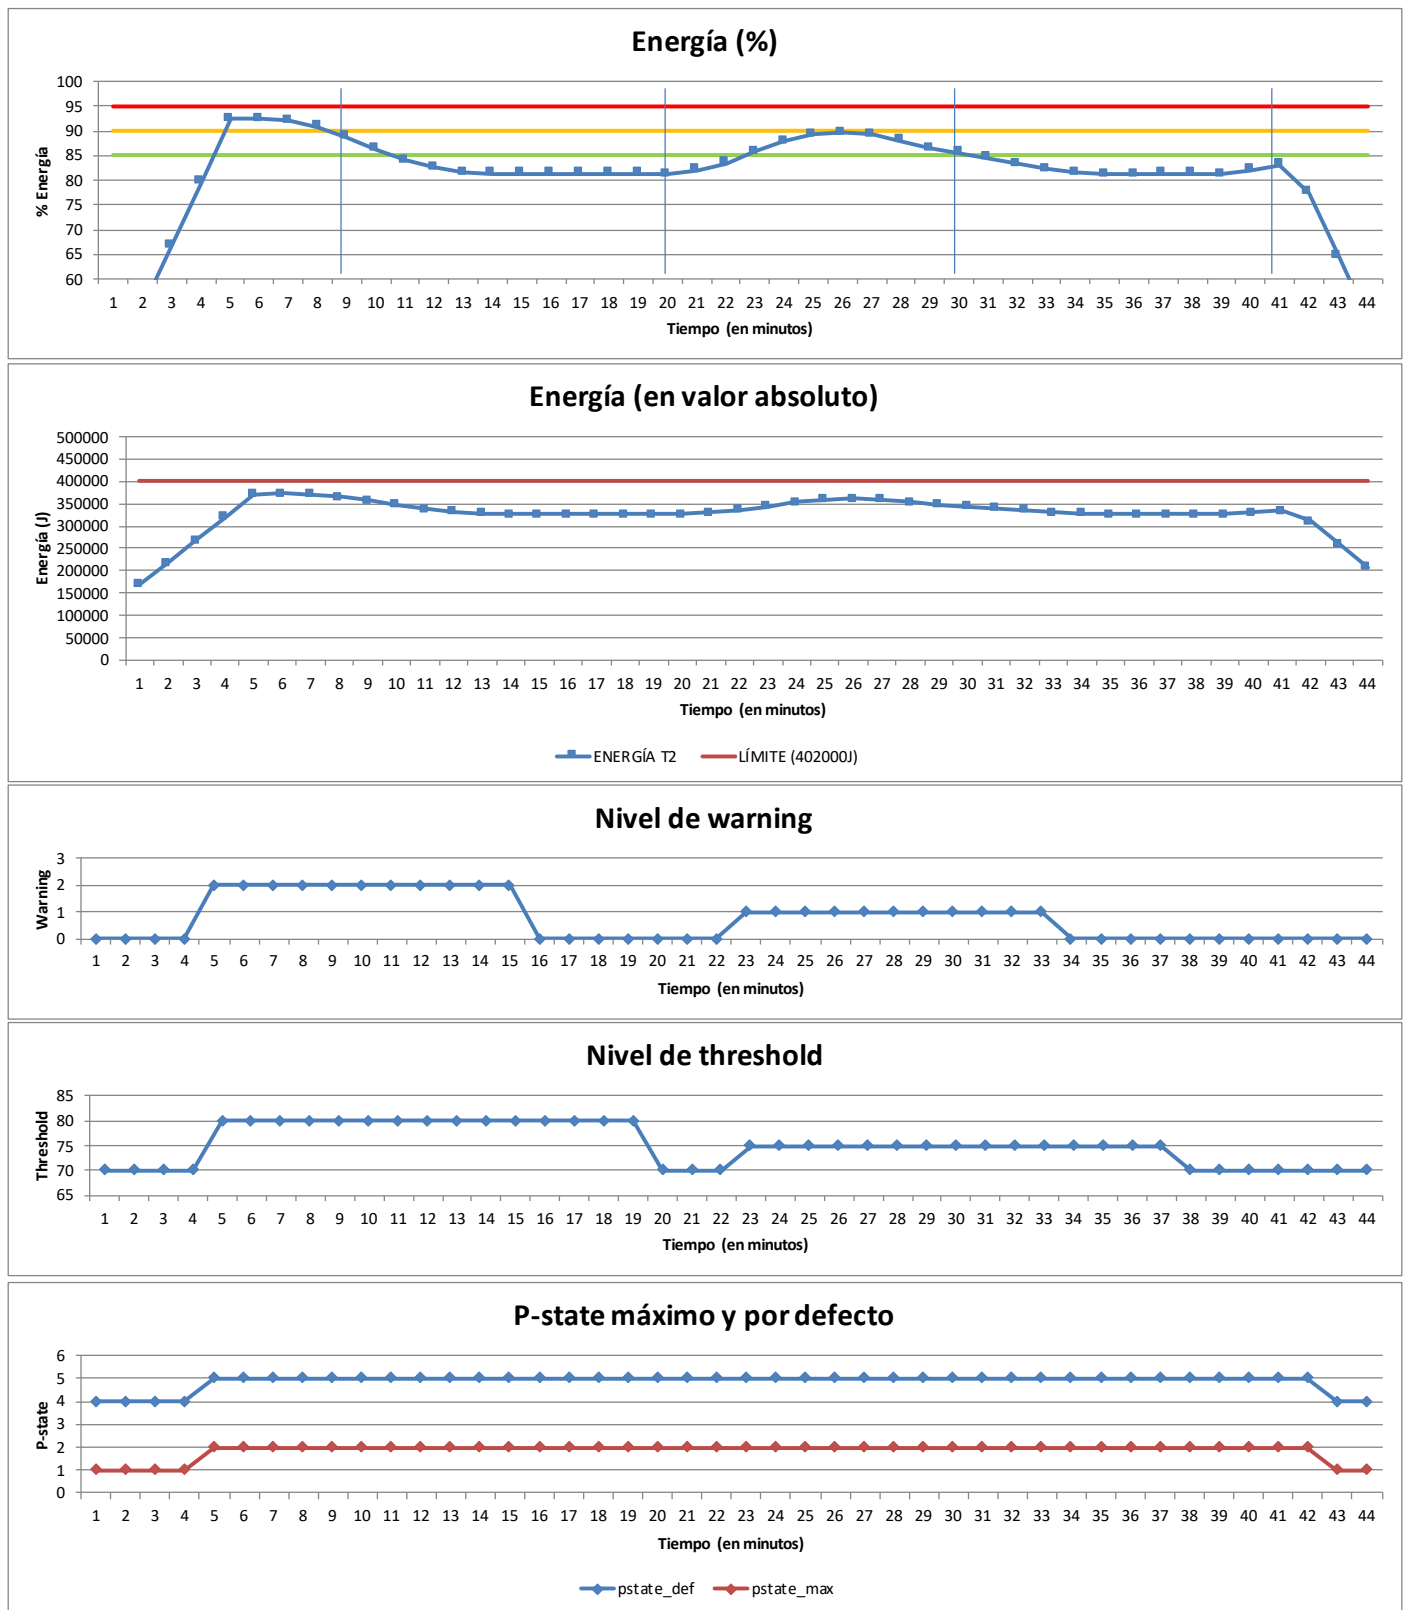 Energía (%)
100
95
90
85
80
75
70
65
60
% Energía
1 2 3 4 5 6 7 8 9 10 11 12 13 14 15 16 17 18 19 20 21 22 23 24 25 26 27 28 29 30 31 32 33 34 35 36 37 38 39 40 41 42 43 44
Tiempo (en minutos)
Energía (en valor absoluto)
500000
450000
400000
350000
300000
250000
200000
150000
100000
50000
0
Energía (J)
1 2 3 4 5 6 7 8 9 10 11 12 13 14 15 16 17 18 19 20 21 22 23 24 25 26 27 28 29 30 31 32 33 34 35 36 37 38 39 40 41 42 43 44
Tiempo (en minutos)
ENERGÍA T2 LÍMITE (402000J)
Nivel de warning
3
2
1
0
Warning
1 2 3 4 5 6 7 8 9 10 11 12 13 14 15 16 17 18 19 20 21 22 23 24 25 26 27 28 29 30 31 32 33 34 35 36 37 38 39 40 41 42 43 44
Tiempo (en minutos)
Nivel de threshold
85
80
75
70
65
Threshold
1 2 3 4 5 6 7 8 9 10 11 12 13 14 15 16 17 18 19 20 21 22 23 24 25 26 27 28 29 30 31 32 33 34 35 36 37 38 39 40 41 42 43 44
Tiempo (en minutos)
P-state máximo y por defecto
6
5
4
3
2
1
0
P-state
1 2 3 4 5 6 7 8 9 10 11 12 13 14 15 16 17 18 19 20 21 22 23 24 25 26 27 28 29 30 31 32 33 34 35 36 37 38 39 40 41 42 43 44
Tiempo (en minutos)
pstate_def pstate_max